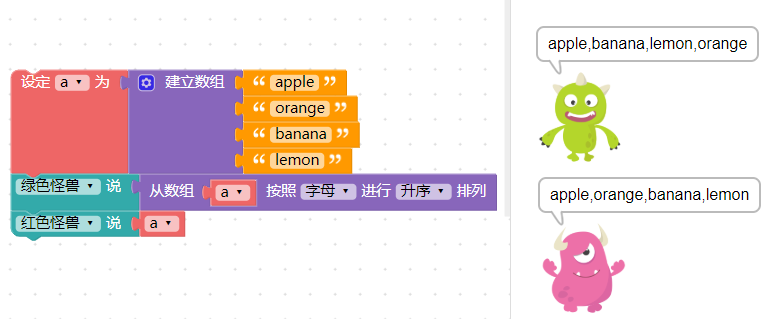 设定 a 为 建立数组 “ apple ”
“ orange ”
“ banana ”
“ lemon ”
绿色怪兽 说 从数组 a 按照 字母 进行 升序 排列
红色怪兽 说 a
apple,banana,lemon,orange
apple,orange,banana,lemon